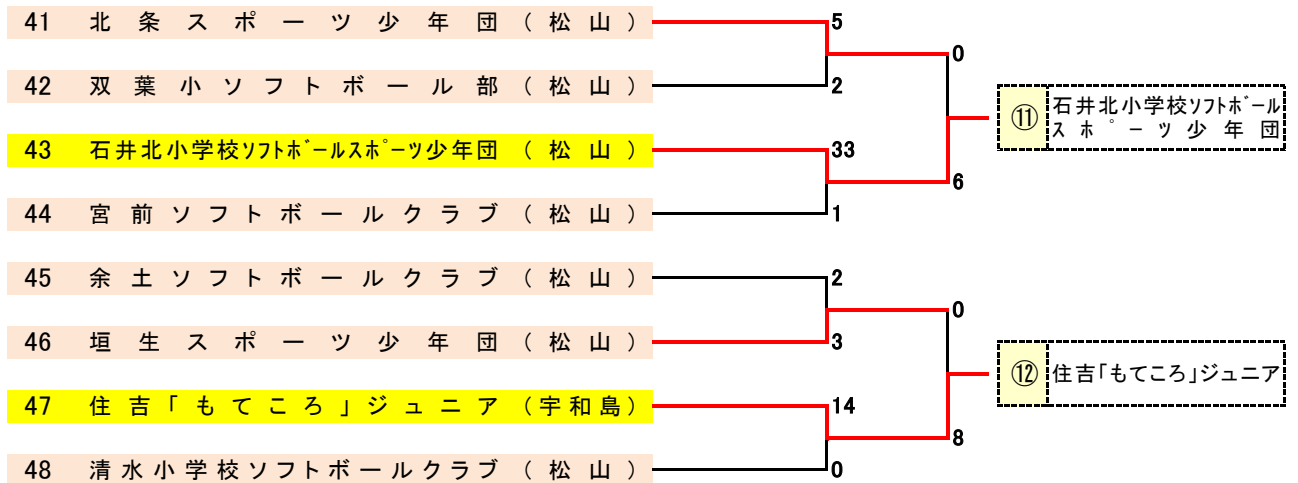 41 北条スポーツ少年団（松山） 5
0
42 双葉小ソフトボール部（松山） 2
⑪ 石井北小学校ｿﾌﾄﾎﾞｰﾙ
ｽﾎﾟｰﾂ少年団
43 石井北小学校ｿﾌﾄﾎﾞｰﾙｽﾎﾟｰﾂ少年団（松山） 33
6
44 宮前ソフトボールクラブ（松山） 1
45 余土ソフトボールクラブ（松山） 2
0
46 垣生スポーツ少年団（松山） 3
⑫ 住吉｢もてころ｣ジュニア
47 住吉「もてころ」ジュニア（宇和島） 14
8
48 清水小学校ソフトボールクラブ（松山） 0